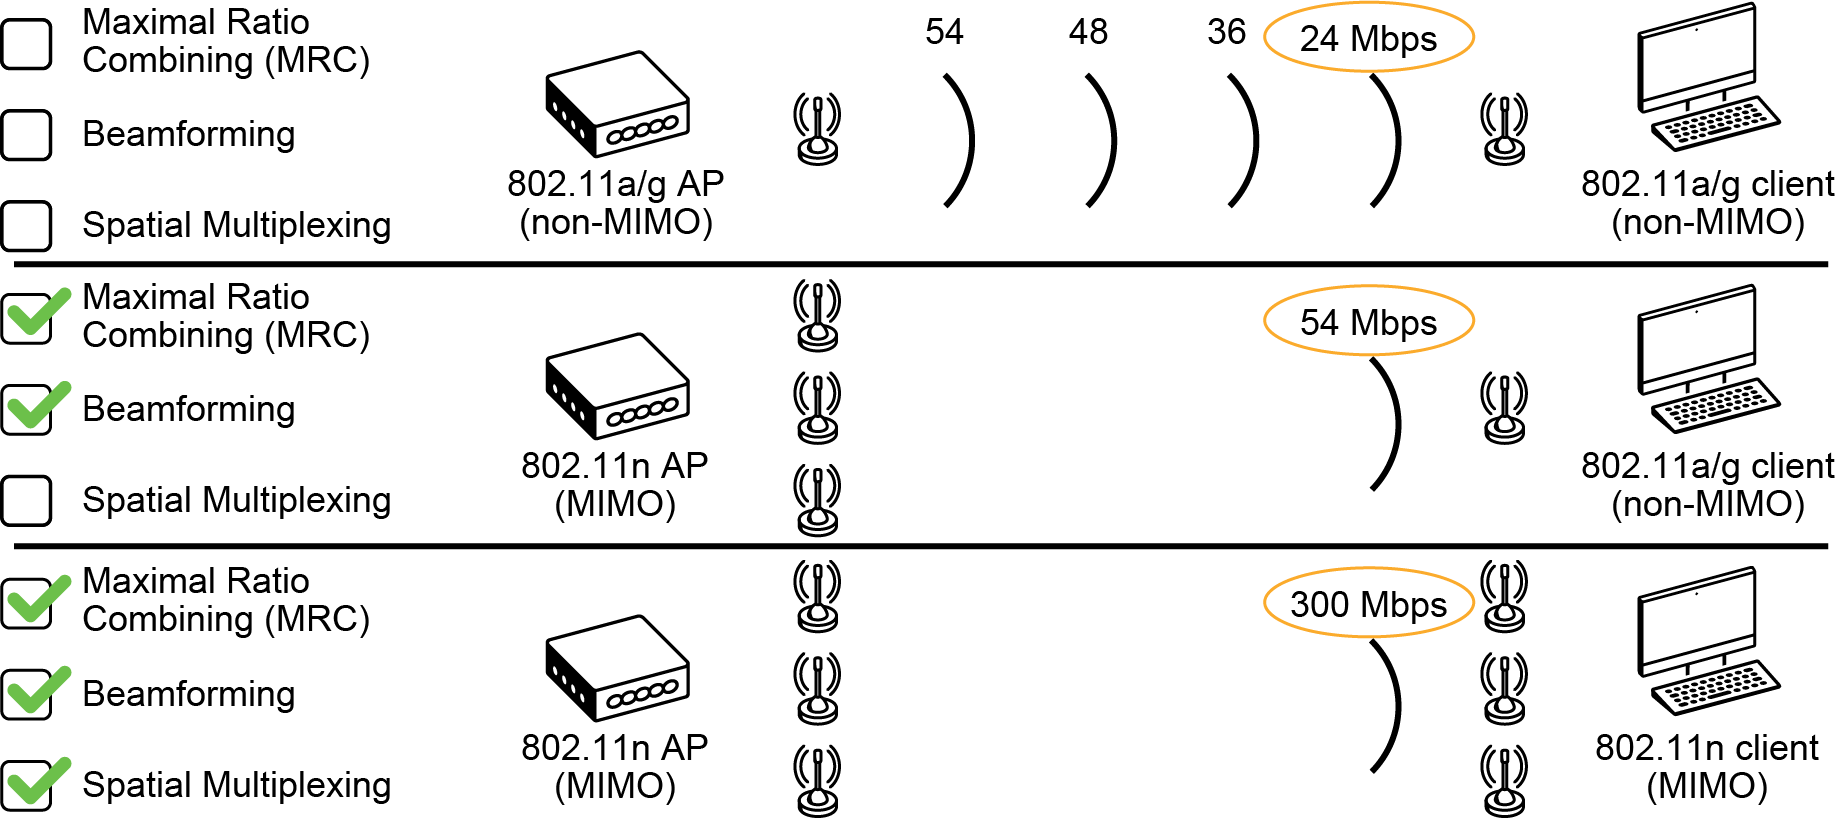 Maximal Ratio
Combining (MRC)
Beamforming
Spatial Multiplexing
802.11a/g AP
(non-MIMO)
54
48
36
24 Mbps
802.11a/g client
(non-MIMO)
Maximal Ratio
Combining (MRC)
Beamforming
Spatial Multiplexing
802.11n AP
(MIMO)
54 Mbps
802.11a/g client
(non-MIMO)
Maximal Ratio
Combining (MRC)
Beamforming
Spatial Multiplexing
802.11n AP
(MIMO)
300 Mbps
802.11n client
(MIMO)